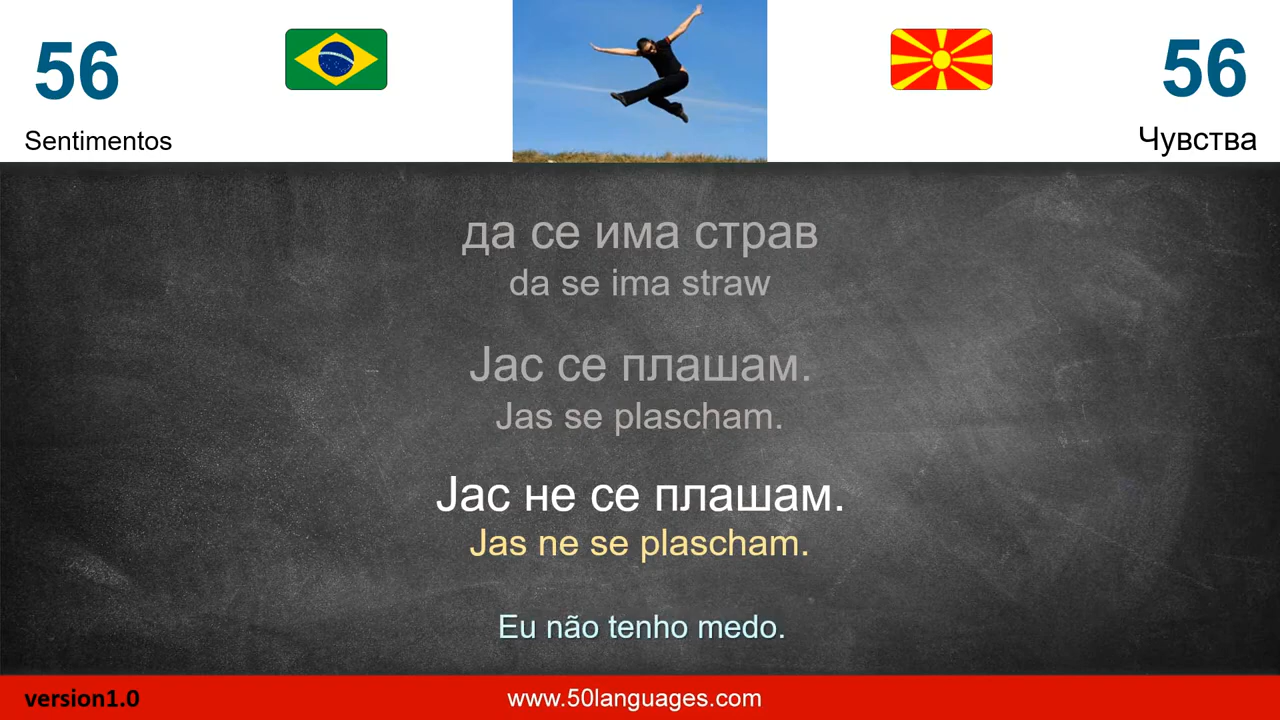 56
Sentimentos
56
Чувства
да се има страв
da se ima straw
Јас се плашам.
Jas se plascham.
Јас не се плашам.
Jas ne se plascham.
Eu não tenho medo.
version1.0
www.50languages.com